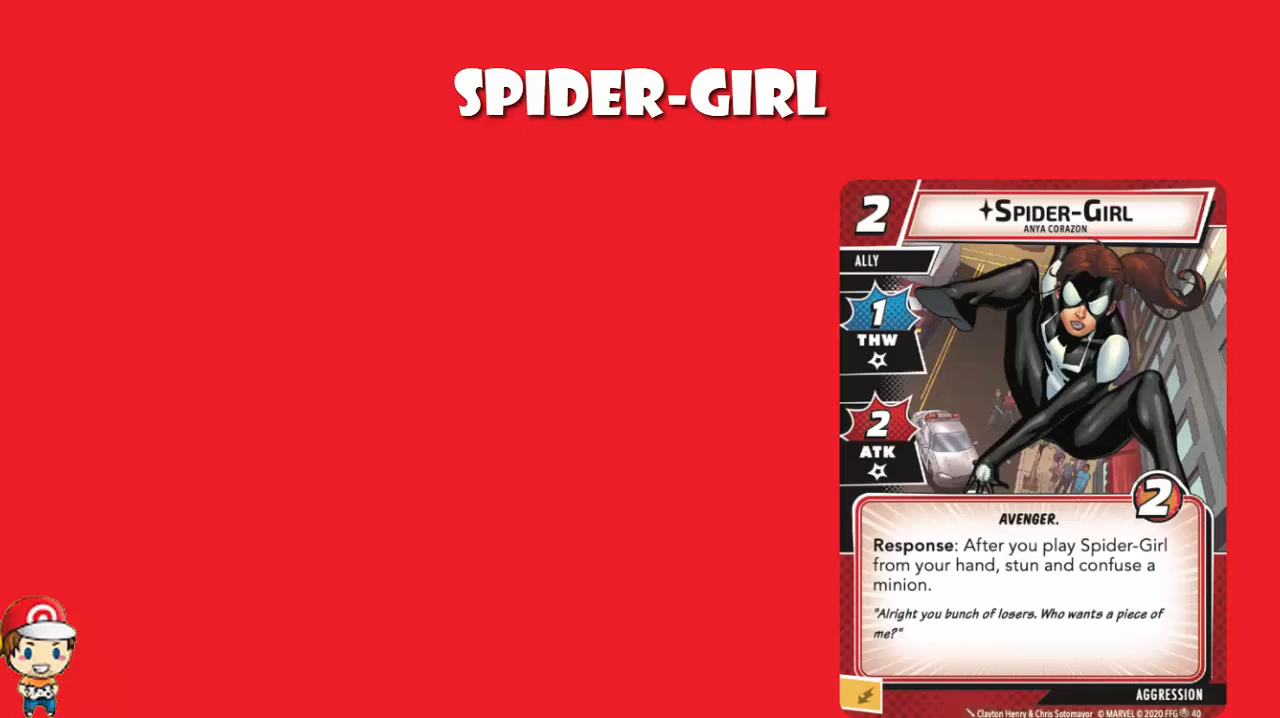 SPIDER-GIRL
2
SPIDER-GIRL
ANYA CORAZON
ALLY
1
THW
2
ATK
2
AVENGER.
Response: After you play Spider-Girl
from your hand, stun and confuse a
minion.
"Alright you bunch of losers. Who wants a piece of
me?"
AGGRESSION
Clayton Henry & Chris Sotomayor © MARVEL © 2020 FFG 40